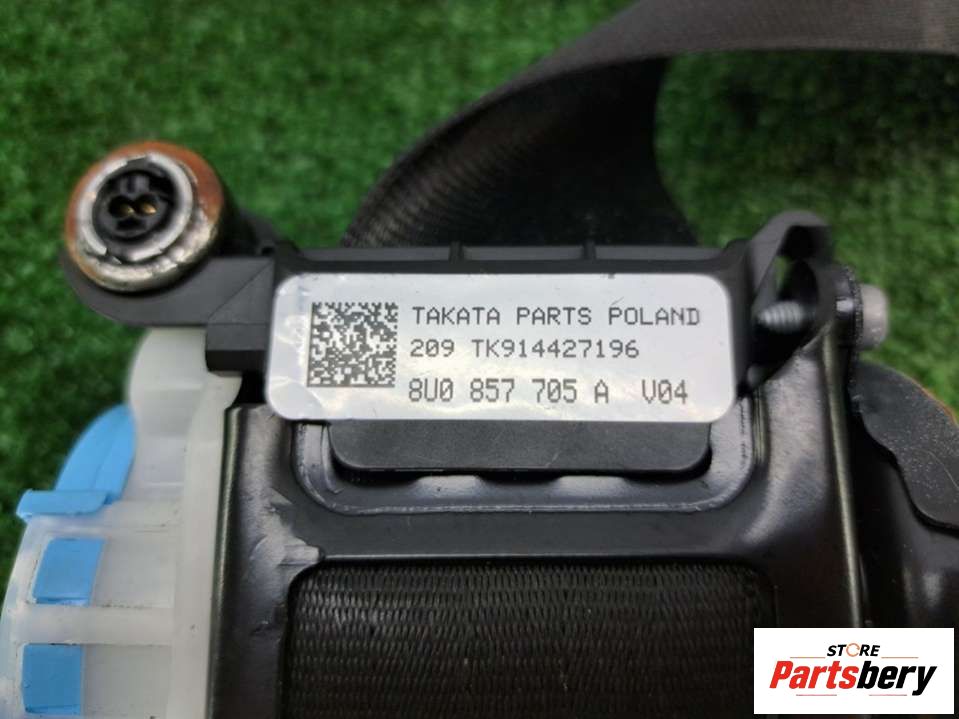 TAKATA PARTS POLAND
209 TK914427196
8U0 857 705 A V04
STORE
Partsbery